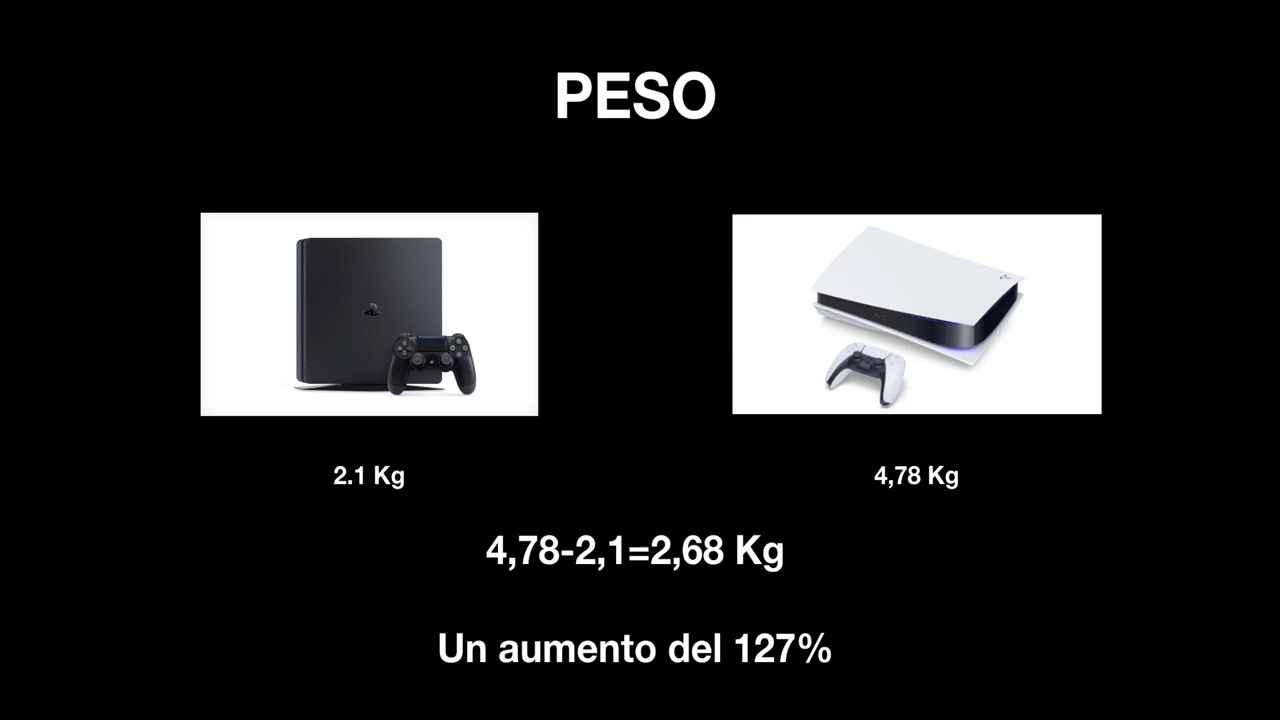 PESO
2.1 Kg
4,78 Kg
4,78-2,1=2,68 Kg
Un aumento del 127%